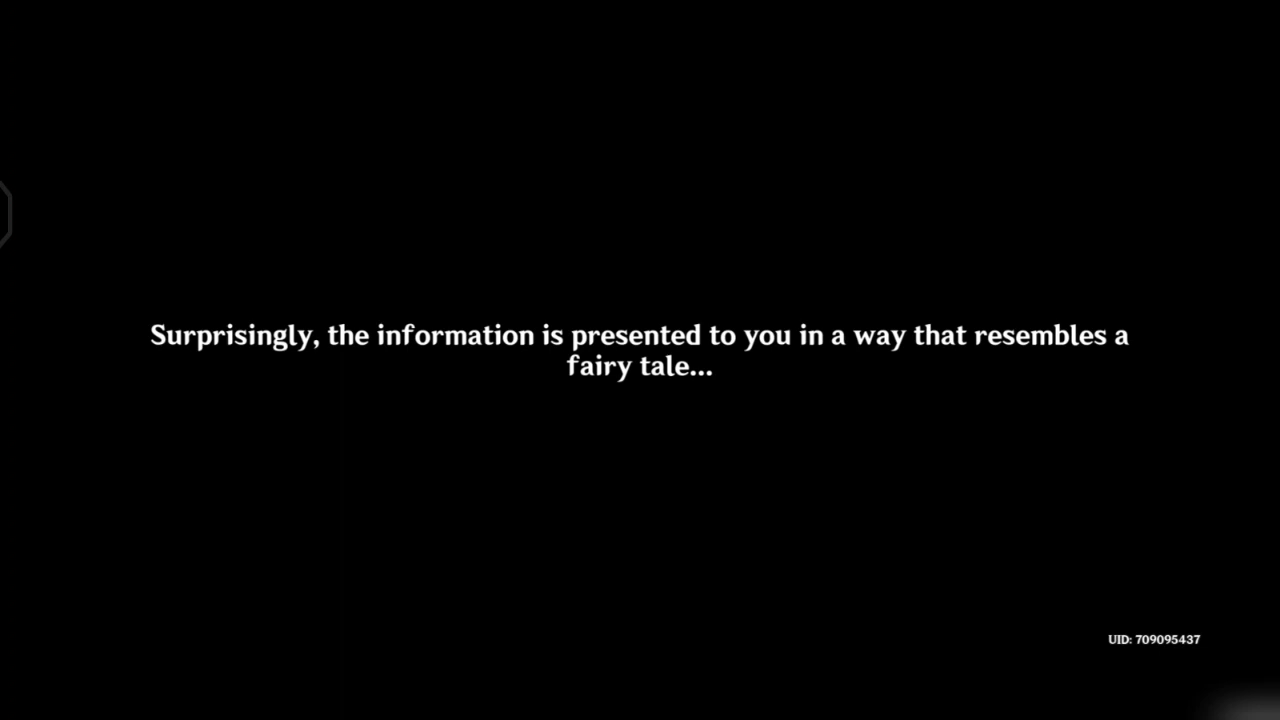 Surprisingly, the information is presented to you in a way that resembles a
fairy tale...
UID: 709095437